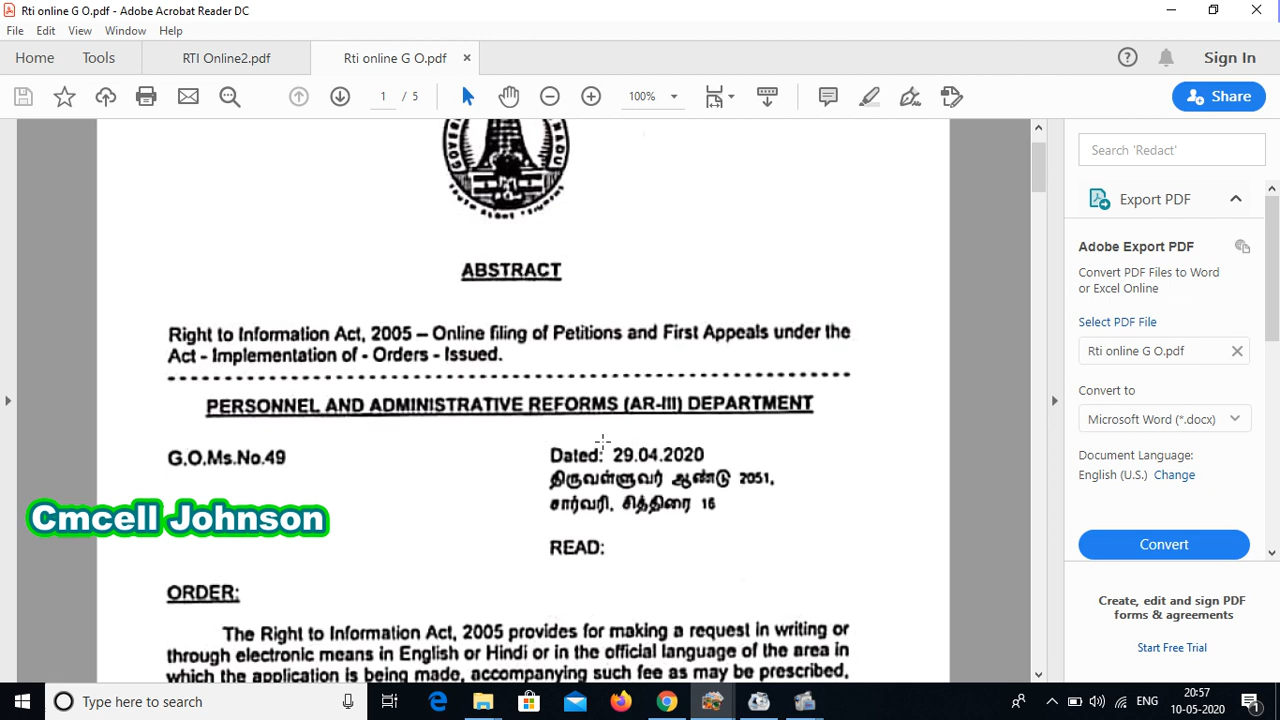 Rti online G O.pdf - Adobe Acrobat Reader DC
File Edit View Window Help
Home Tools RTI Online2.pdf Rti online G O.pdf × Sign In
1 / 5 100% Share
ABSTRACT
Right to Information Act, 2005 – Online filing of Petitions and First Appeals under the
Act - Implementation of - Orders - Issued.
PERSONNEL AND ADMINISTRATIVE REFORMS (AR-III) DEPARTMENT
G.O.Ms.No.49 Dated: 29.04.2020
திருவள்ளுவர் ஆண்டு 2051,
சார்வரி, சித்திரை 16
Cmcell Johnson
READ:
ORDER:
The Right to Information Act, 2005 provides for making a request in writing or
through electronic means in English or Hindi or in the official language of the area in
which the application is being made, accompanying such fee as may be prescribed,
Search 'Redact'
Export PDF
Adobe Export PDF
Convert PDF Files to Word
or Excel Online
Select PDF File
Rti online G O.pdf
Convert to
Microsoft Word (*.docx)
Document Language:
English (U.S.) Change
Convert
Create, edit and sign PDF
forms & agreements
Start Free Trial
Type here to search
ENG
20:57
10-05-2020
1